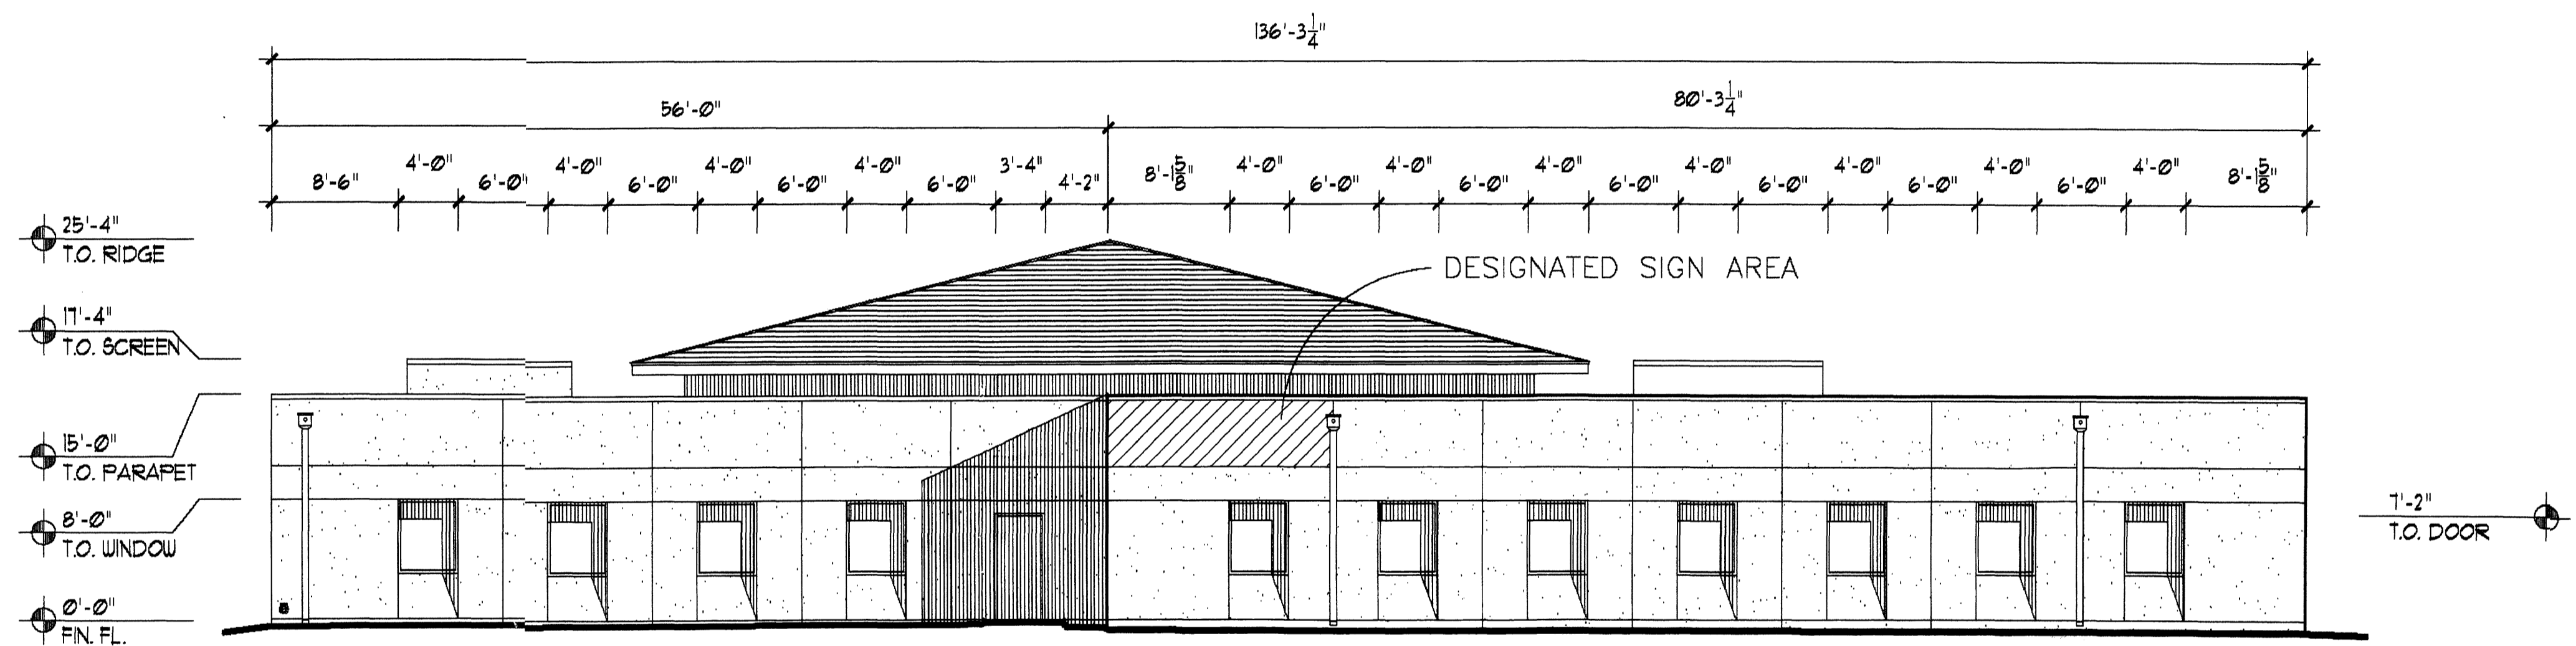 136'-3 1/4"
56'-0"
80'-3 1/4"
8'-6" 4'-0" 6'-0" 4'-0" 6'-0" 4'-0" 6'-0" 4'-0" 6'-0" 3'-4" 4'-2" 8'-1 5/8" 4'-0" 6'-0" 4'-0" 6'-0" 4'-0" 6'-0" 4'-0" 6'-0" 4'-0" 6'-0" 4'-0" 6'-0" 4'-0" 8'-1 5/8"
25'-4"
T.O. RIDGE
DESIGNATED SIGN AREA
17'-4"
T.O. SCREEN
15'-0"
T.O. PARAPET
8'-0"
T.O. WINDOW
7'-2"
T.O. DOOR
0'-0"
FIN. FL.